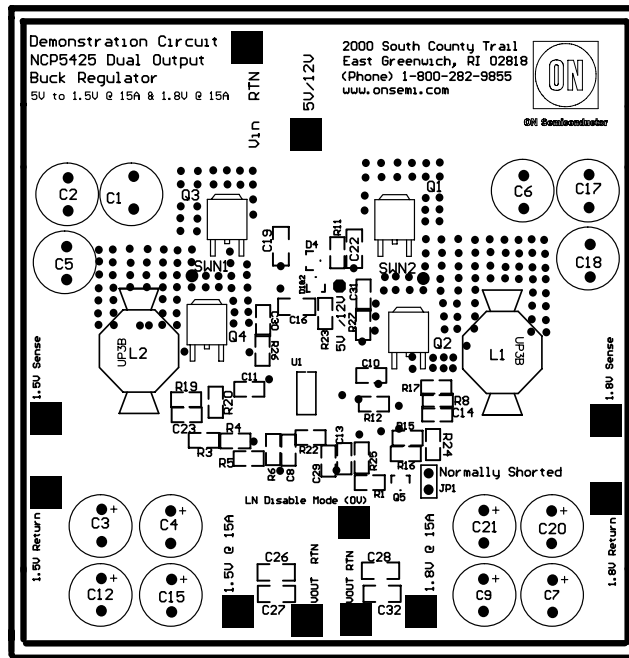 Demonstration Circuit
NCP5425 Dual Output
Buck Regulator
5V to 1.5V @ 15A & 1.8V @ 15A
Vin RTN
5V/12V
2000 South County Trail
East Greenwich, RI 02818
(Phone) 1-800-282-9855
www.onsemi.com
ON
ON Semiconductor
C2
C1
Q3
Q1
C6
C17
C5
C19
D4
R11
C22
C18
SWN1
SWN2
C31
C16
R23
5V /12V
C30
R26
Q4
Q2
UP3B
L2
L1
UP3B
1.5V Sense
1.8V Sense
U1
C10
C11
R19
R20
R17
R8
C14
R12
C23
R3
R4
R5
R6
C8
R22
C29
C13
R25
R15
R16
R24
R1
Q5
Normally Shorted
JP1
LN Disable Mode (0V)
1.5V Return
1.8V Return
C3
C4
C12
C15
1.5V @ 15A
C26
C27
VOUT RTN
VOUT RTN
C28
C32
1.8V @ 15A
C21
C20
C9
C7